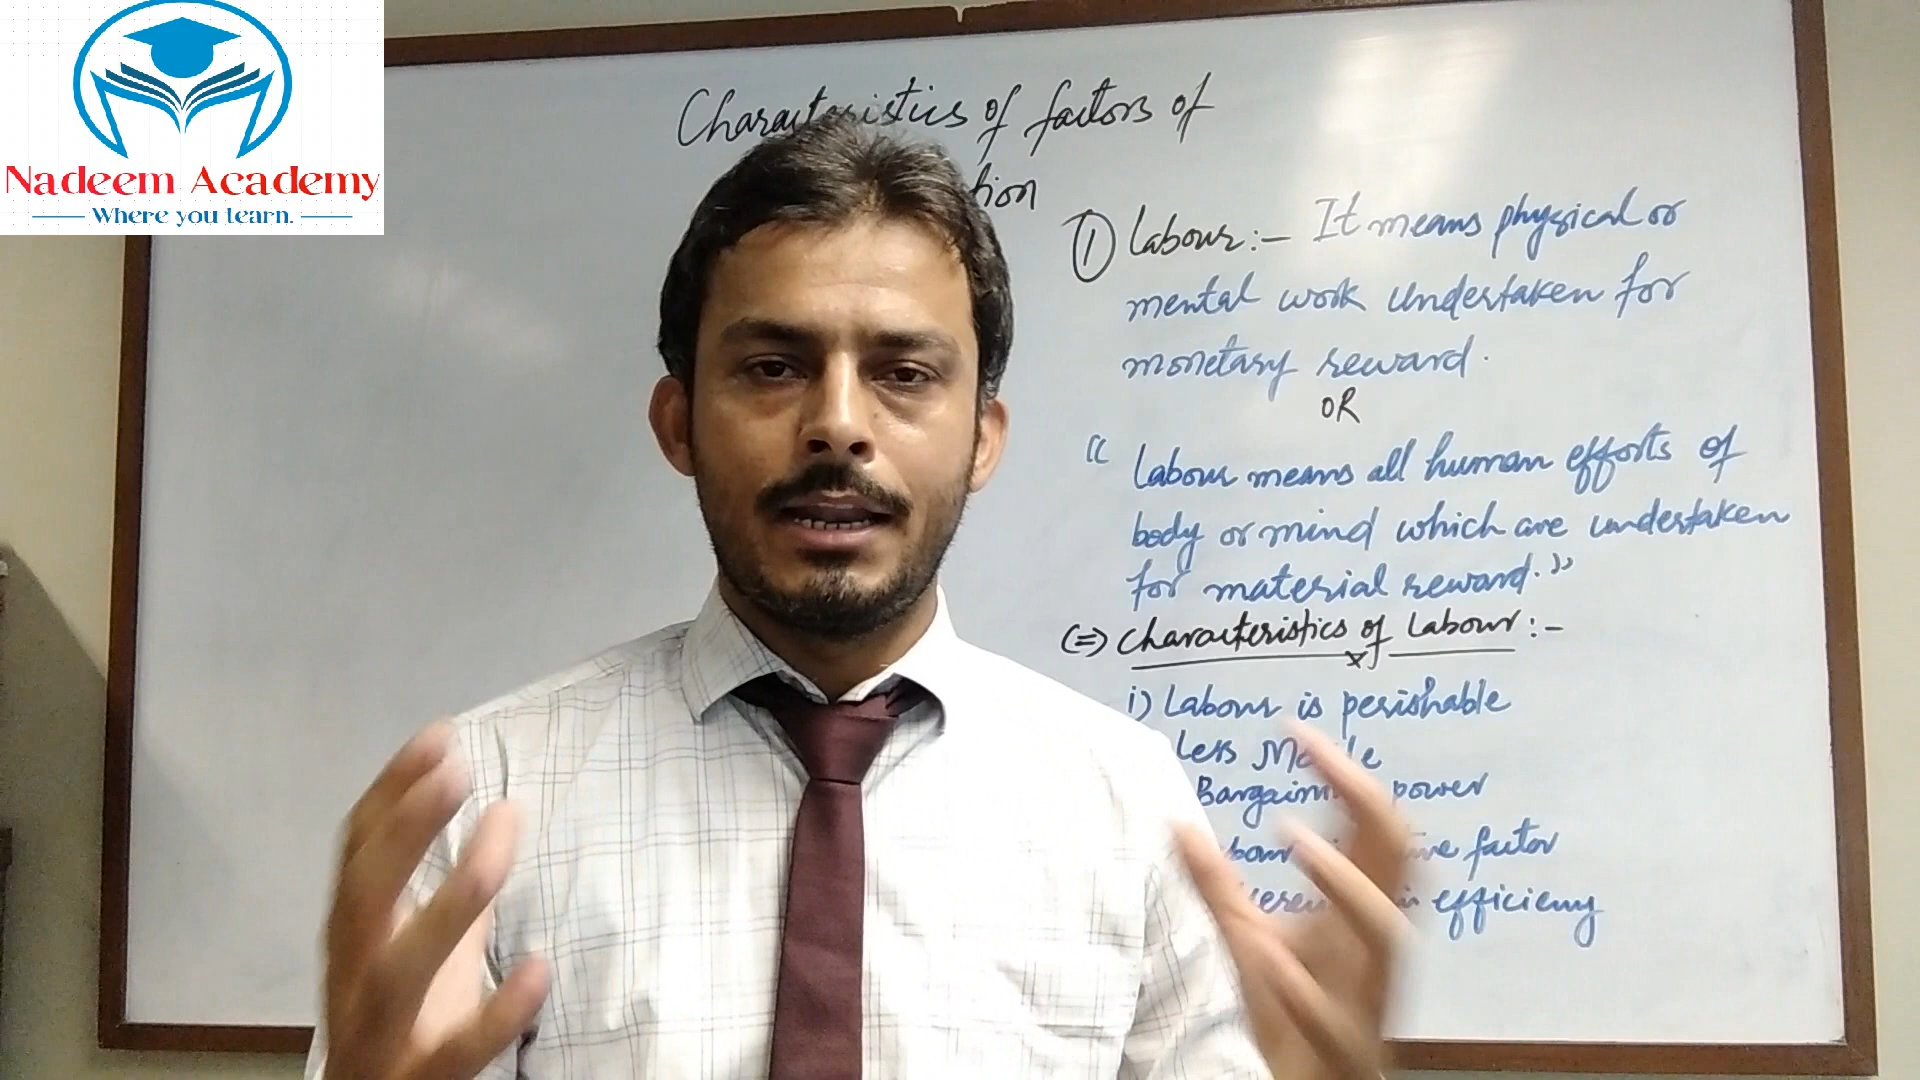 Nadeem Academy
Where you learn.
Characteristics of factors of
tion
1 Labour:- It means physical or
mental work undertaken for
monetary reward.
OR
"Labour means all human efforts of
body or mind which are undertaken
for material reward."
(=) Characteristics of Labour:-
i) Labour is perishable
Less
Bargain power
factor
in efficiency